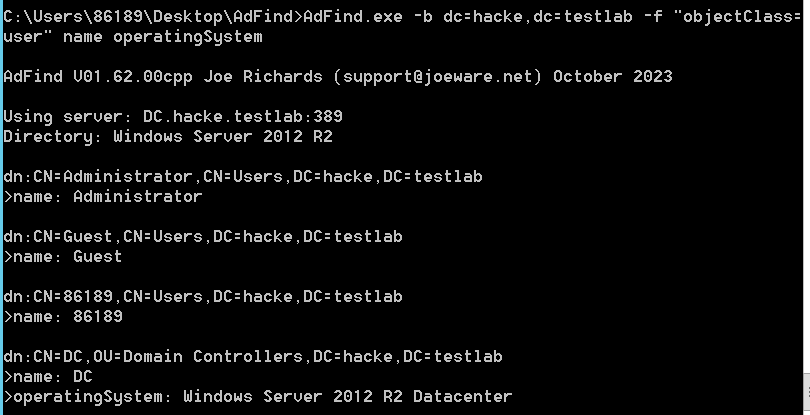 C:\Users\86189\Desktop\AdFind>AdFind.exe -b dc=hacke,dc=testlab -f "objectClass=
user" name operatingSystem
AdFind V01.62.00cpp Joe Richards (support@joeware.net) October 2023
Using server: DC.hacke.testlab:389
Directory: Windows Server 2012 R2
dn:CN=Administrator,CN=Users,DC=hacke,DC=testlab
>name: Administrator
dn:CN=Guest,CN=Users,DC=hacke,DC=testlab
>name: Guest
dn:CN=86189,CN=Users,DC=hacke,DC=testlab
>name: 86189
dn:CN=DC,OU=Domain Controllers,DC=hacke,DC=testlab
>name: DC
>operatingSystem: Windows Server 2012 R2 Datacenter